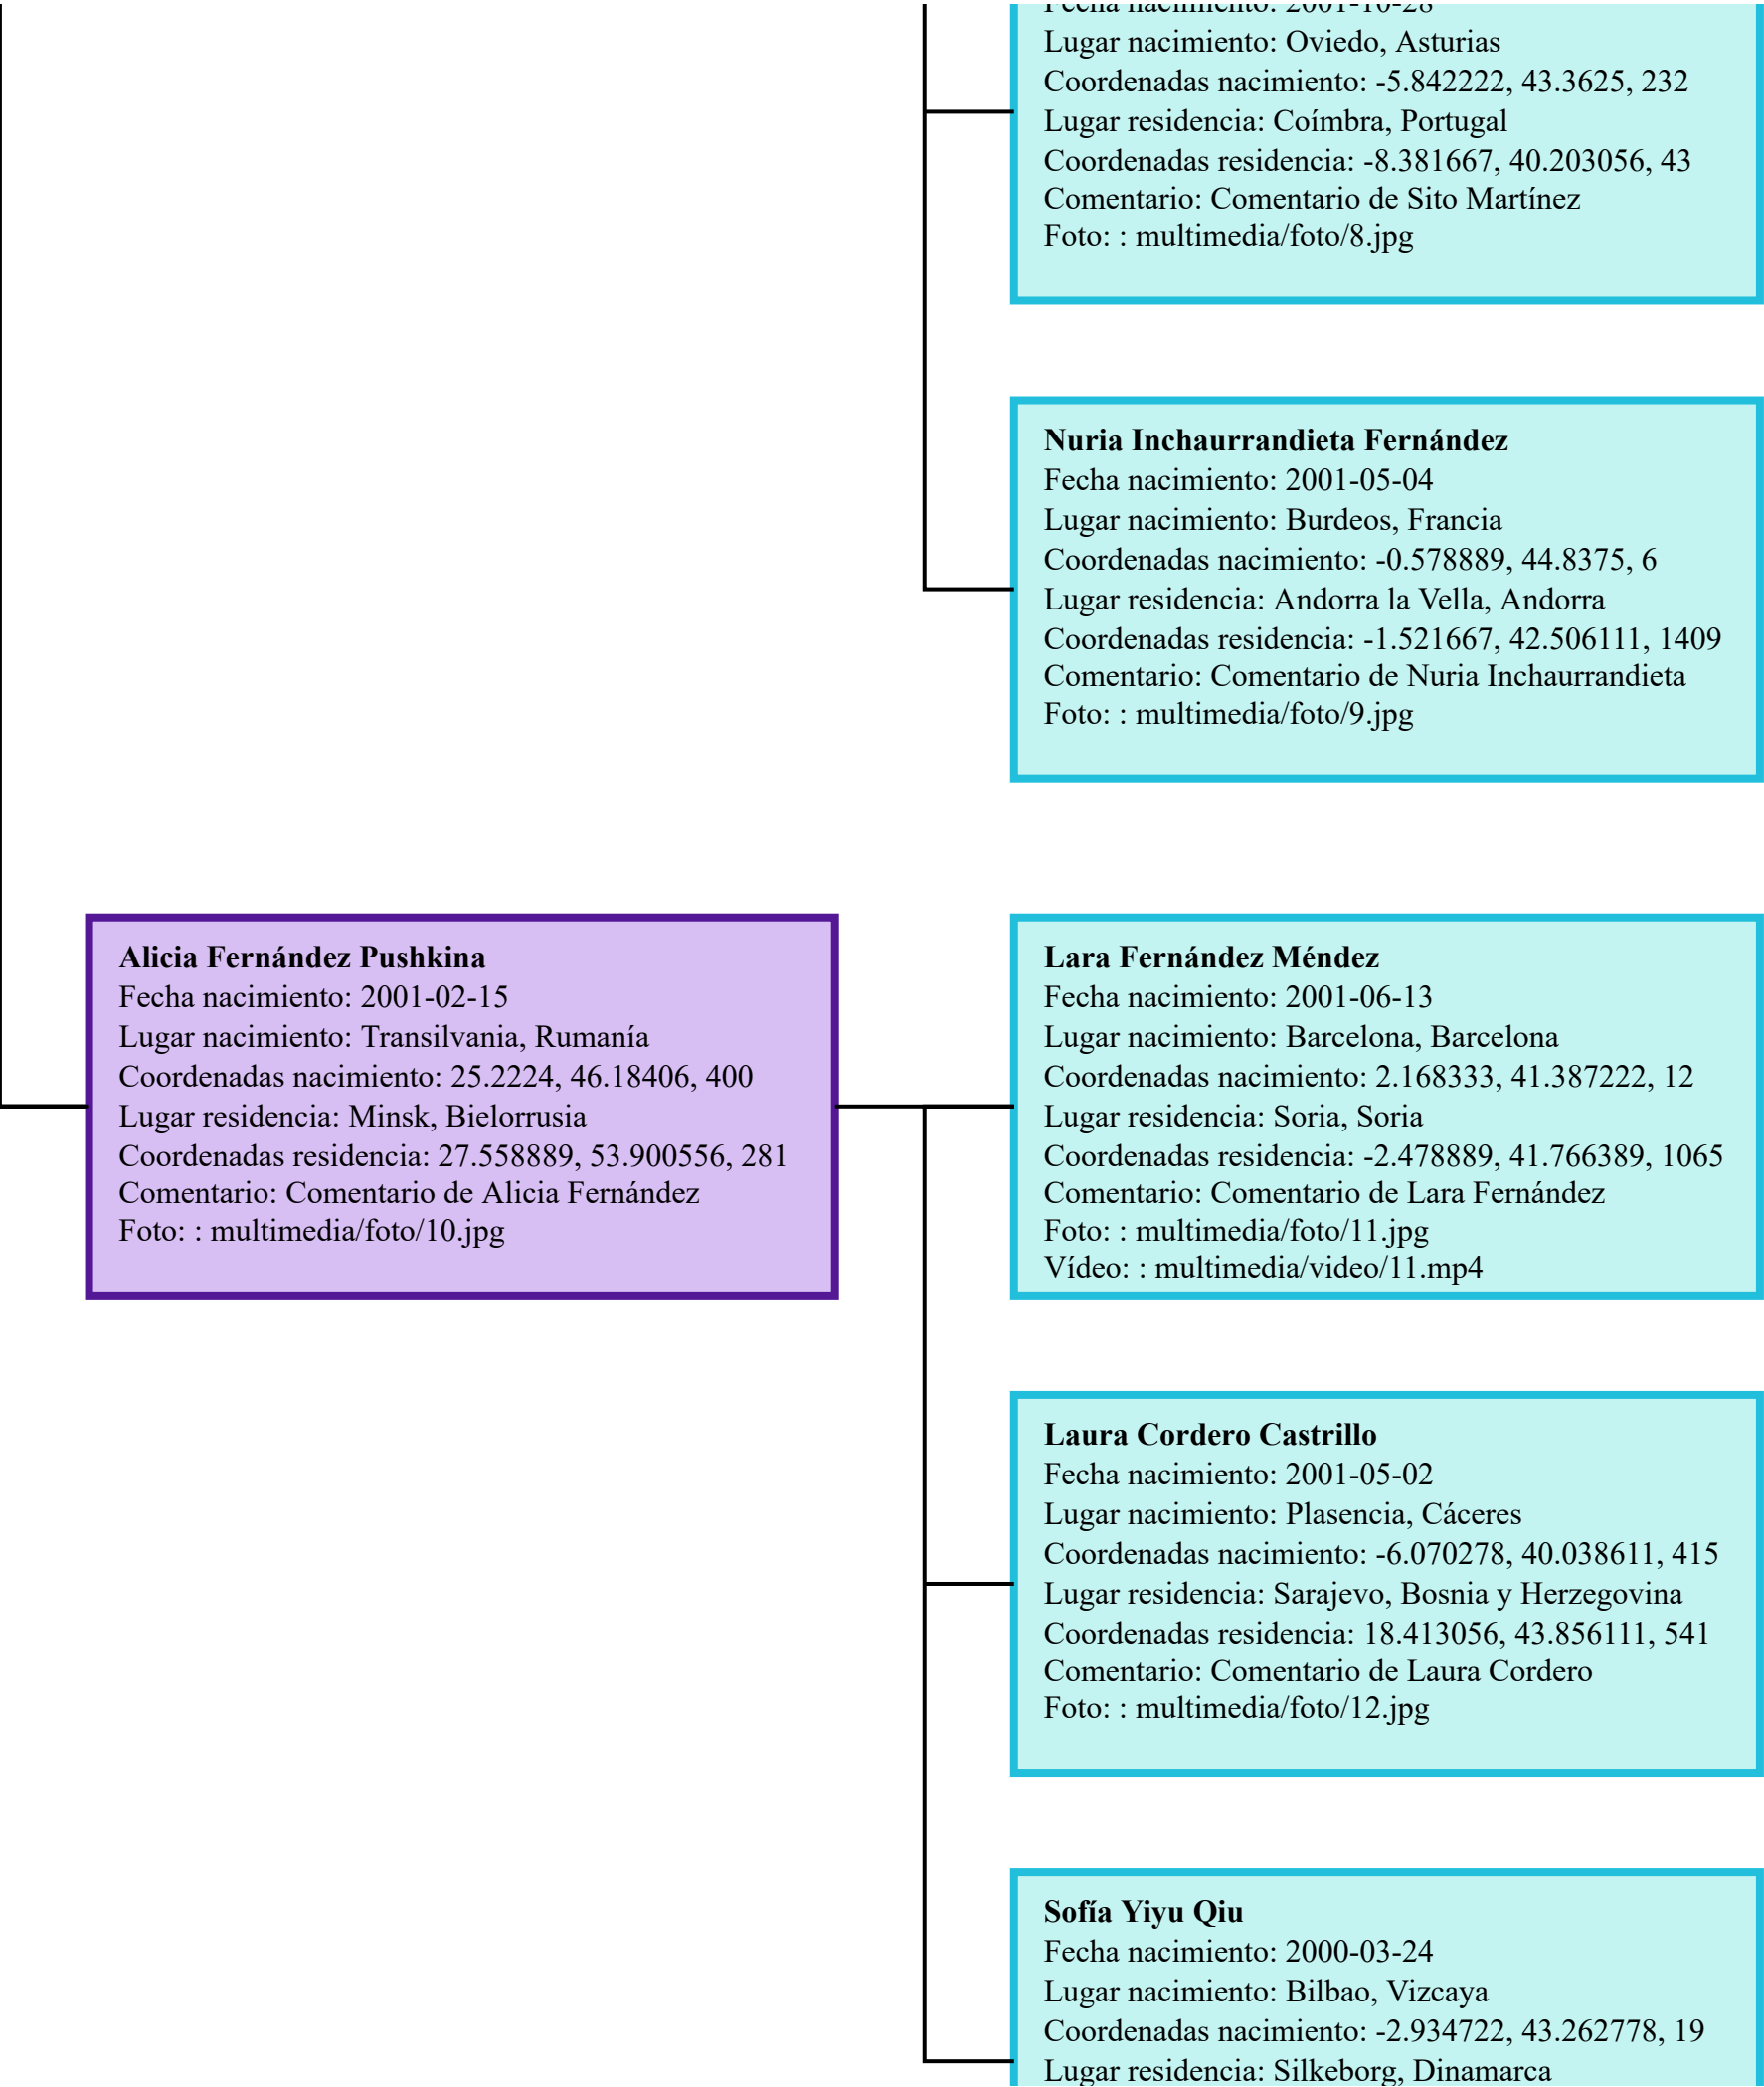 Fecha nacimiento: 2001-10-28
Lugar nacimiento: Oviedo, Asturias
Coordenadas nacimiento: -5.842222, 43.3625, 232
Lugar residencia: Coímbra, Portugal
Coordenadas residencia: -8.381667, 40.203056, 43
Comentario: Comentario de Sito Martínez
Foto: : multimedia/foto/8.jpg
Nuria Inchaurrandieta Fernández
Fecha nacimiento: 2001-05-04
Lugar nacimiento: Burdeos, Francia
Coordenadas nacimiento: -0.578889, 44.8375, 6
Lugar residencia: Andorra la Vella, Andorra
Coordenadas residencia: -1.521667, 42.506111, 1409
Comentario: Comentario de Nuria Inchaurrandieta
Foto: : multimedia/foto/9.jpg
Alicia Fernández Pushkina
Fecha nacimiento: 2001-02-15
Lugar nacimiento: Transilvania, Rumanía
Coordenadas nacimiento: 25.2224, 46.18406, 400
Lugar residencia: Minsk, Bielorrusia
Coordenadas residencia: 27.558889, 53.900556, 281
Comentario: Comentario de Alicia Fernández
Foto: : multimedia/foto/10.jpg
Lara Fernández Méndez
Fecha nacimiento: 2001-06-13
Lugar nacimiento: Barcelona, Barcelona
Coordenadas nacimiento: 2.168333, 41.387222, 12
Lugar residencia: Soria, Soria
Coordenadas residencia: -2.478889, 41.766389, 1065
Comentario: Comentario de Lara Fernández
Foto: : multimedia/foto/11.jpg
Vídeo: : multimedia/video/11.mp4
Laura Cordero Castrillo
Fecha nacimiento: 2001-05-02
Lugar nacimiento: Plasencia, Cáceres
Coordenadas nacimiento: -6.070278, 40.038611, 415
Lugar residencia: Sarajevo, Bosnia y Herzegovina
Coordenadas residencia: 18.413056, 43.856111, 541
Comentario: Comentario de Laura Cordero
Foto: : multimedia/foto/12.jpg
Sofía Yiyu Qiu
Fecha nacimiento: 2000-03-24
Lugar nacimiento: Bilbao, Vizcaya
Coordenadas nacimiento: -2.934722, 43.262778, 19
Lugar residencia: Silkeborg, Dinamarca